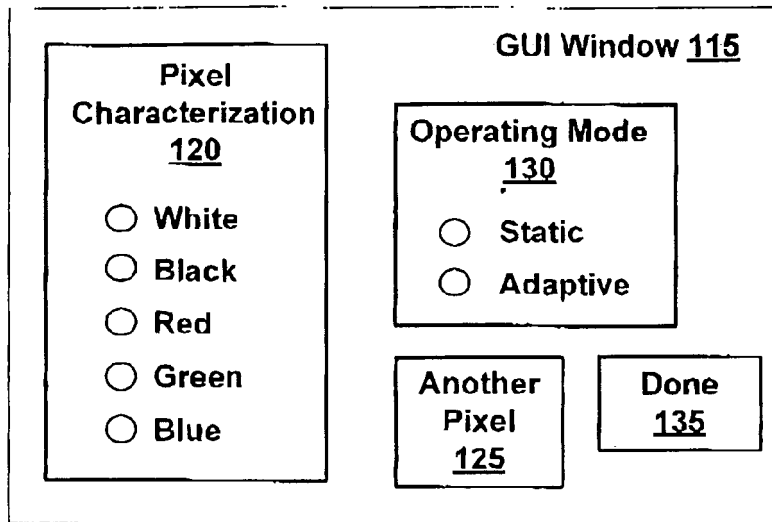 GUI Window 115
Pixel
Characterization
120
White
Black
Red
Green
Blue
Operating Mode
130
Static
Adaptive
Another
Pixel
125
Done
135